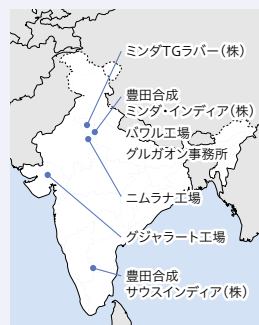 ミンダTGラバー（株）
豊田合成
ミンダ・インディア（株）
バワル工場
グルガオン事務所
ニムラナ工場
グジャラート工場
豊田合成
サウスインディア（株）